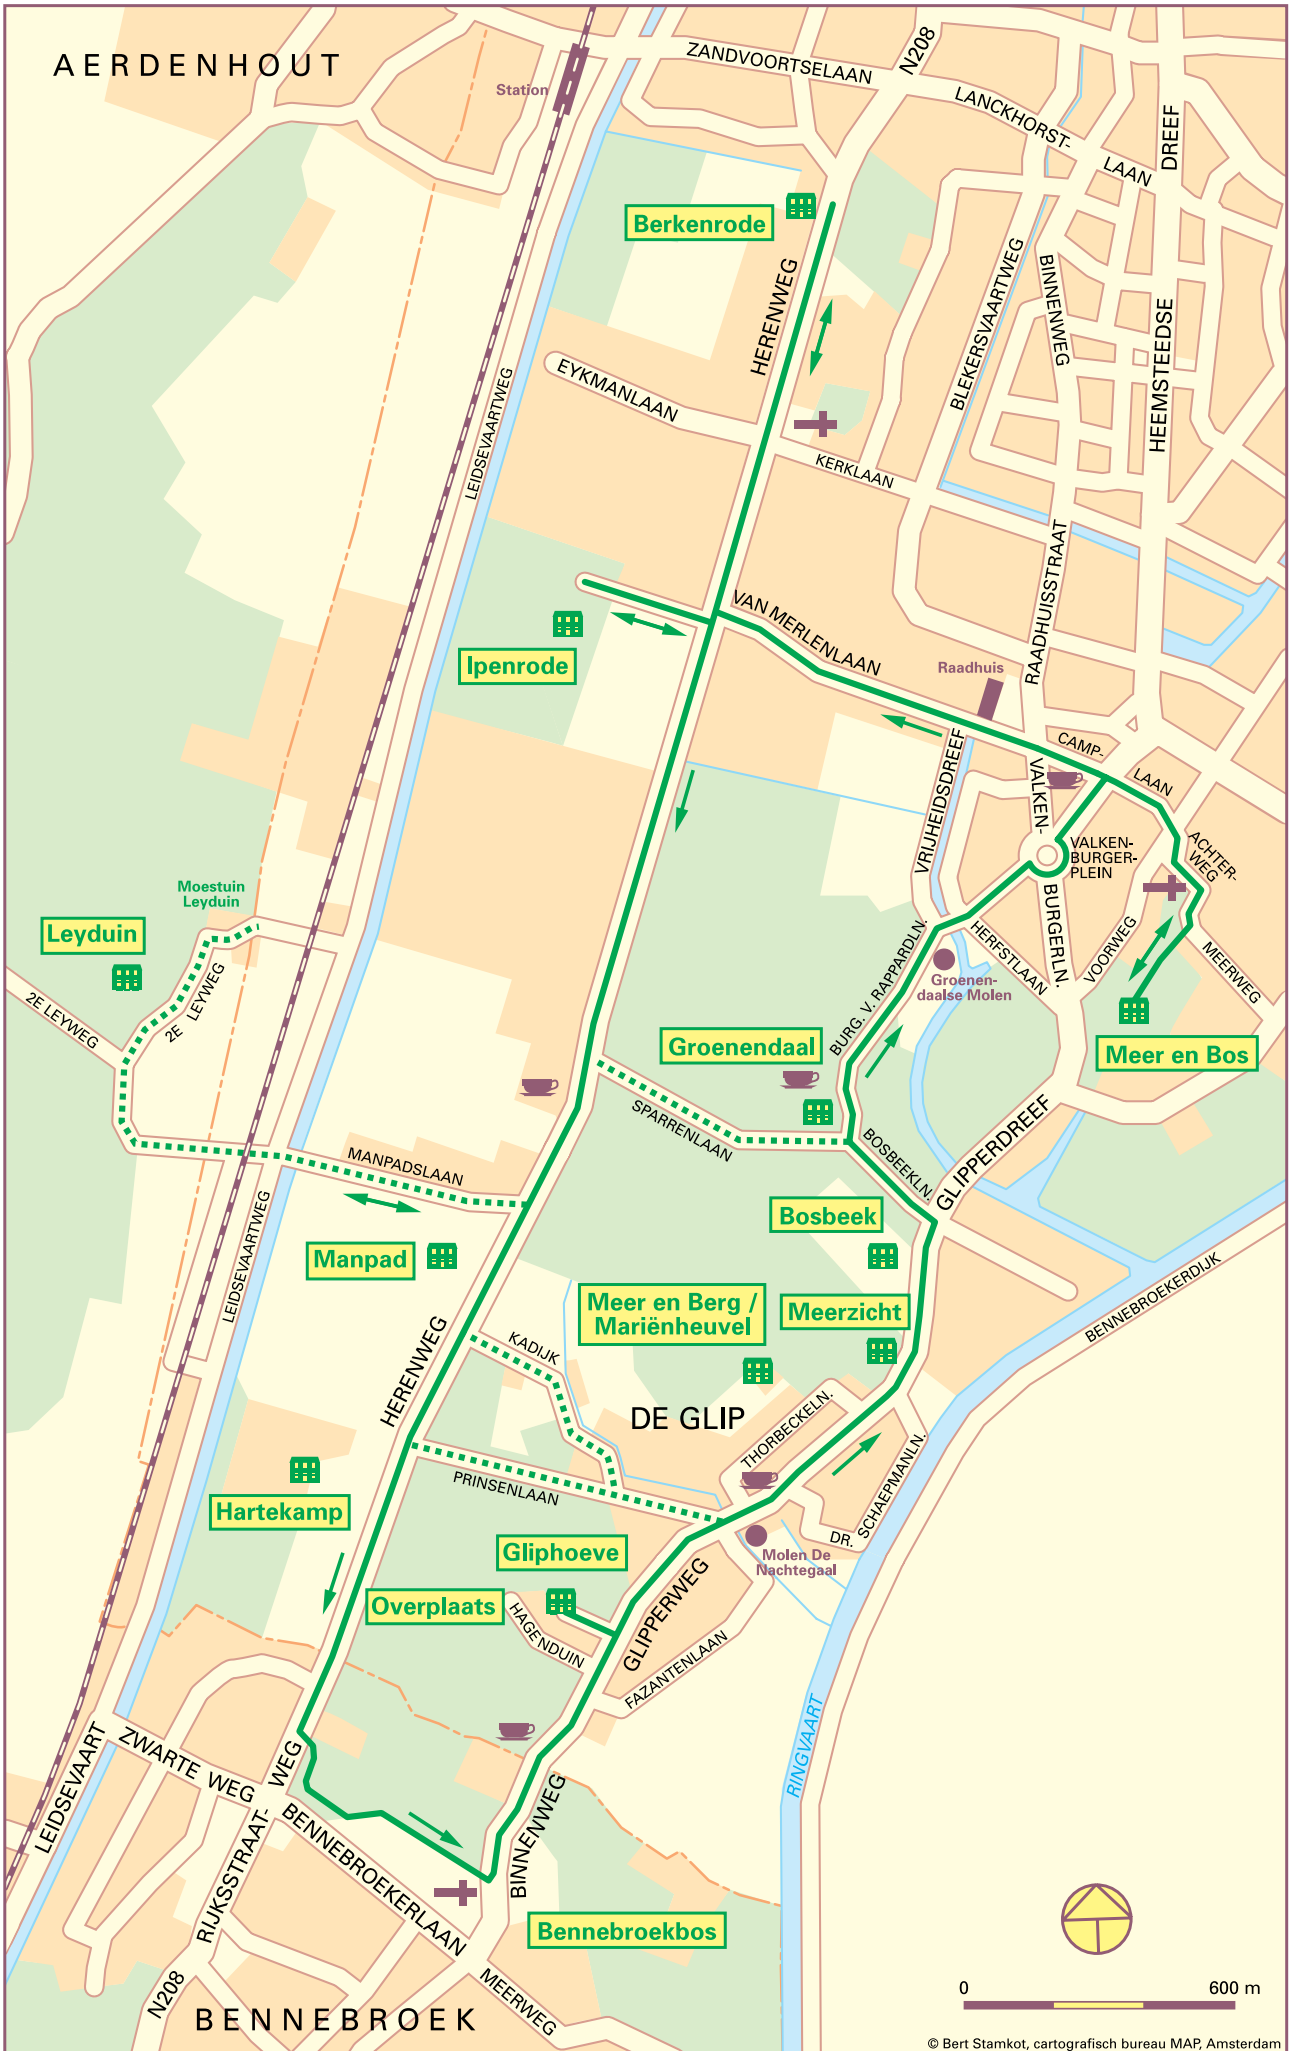 AERDENHOUT
Station
ZANDVOORTSELAAN
N208
LANCKHORST-
LAAN
DREEF
Berkenrode
HERENWEG
BLEKERSVAARTWEG
BINNENWEG
HEEMSTEEDSE
EYKMANLAAN
LEIDSEVAARTWEG
KERKLAAN
RAADHUISSTRAAT
VAN MERLENLAAN
Ipenrode
Raadhuis
CAMP-
LAAN
VRIJHEIDSDREEF
VALKEN-
BURGERLN.
VALKEN-
BURGER-
PLEIN
ACHTER-
WEG
Moestuin
Leyduin
Leyduin
2E LEYWEG
2E LEYWEG
BURG. V. RAPPARDLN.
HERFSTLAAN
VOORWEG
MEERWEG
Groenen-
daalse Molen
Groenendaal
Meer en Bos
SPARRENLAAN
BOSBEEKLN.
GLIPPERDREEF
MANPADSLAAN
LEIDSEVAARTWEG
Manpad
Bosbeek
BENNEBROEKERDIJK
Meer en Berg /
Mariënheuvel
Meerzicht
HERENWEG
KADIJK
DE GLIP
THORBECKELN.
Hartekamp
PRINSENLAAN
DR.
SCHAEPMANLN.
Gliphoeve
Molen De
Nachtegaal
Overplaats
HAGENDUIN
GLIPPERWEG
FAZANTENLAAN
RINGVAART
LEIDSEVAART
ZWARTE WEG
RIJKSSTRAAT-
WEG
BENNEBROEKERLAAN
BINNENWEG
Bennebroekbos
N208
MEERWEG
BENNEBROEK
0
600 m
© Bert Stamkot, cartografisch bureau MAP, Amsterdam